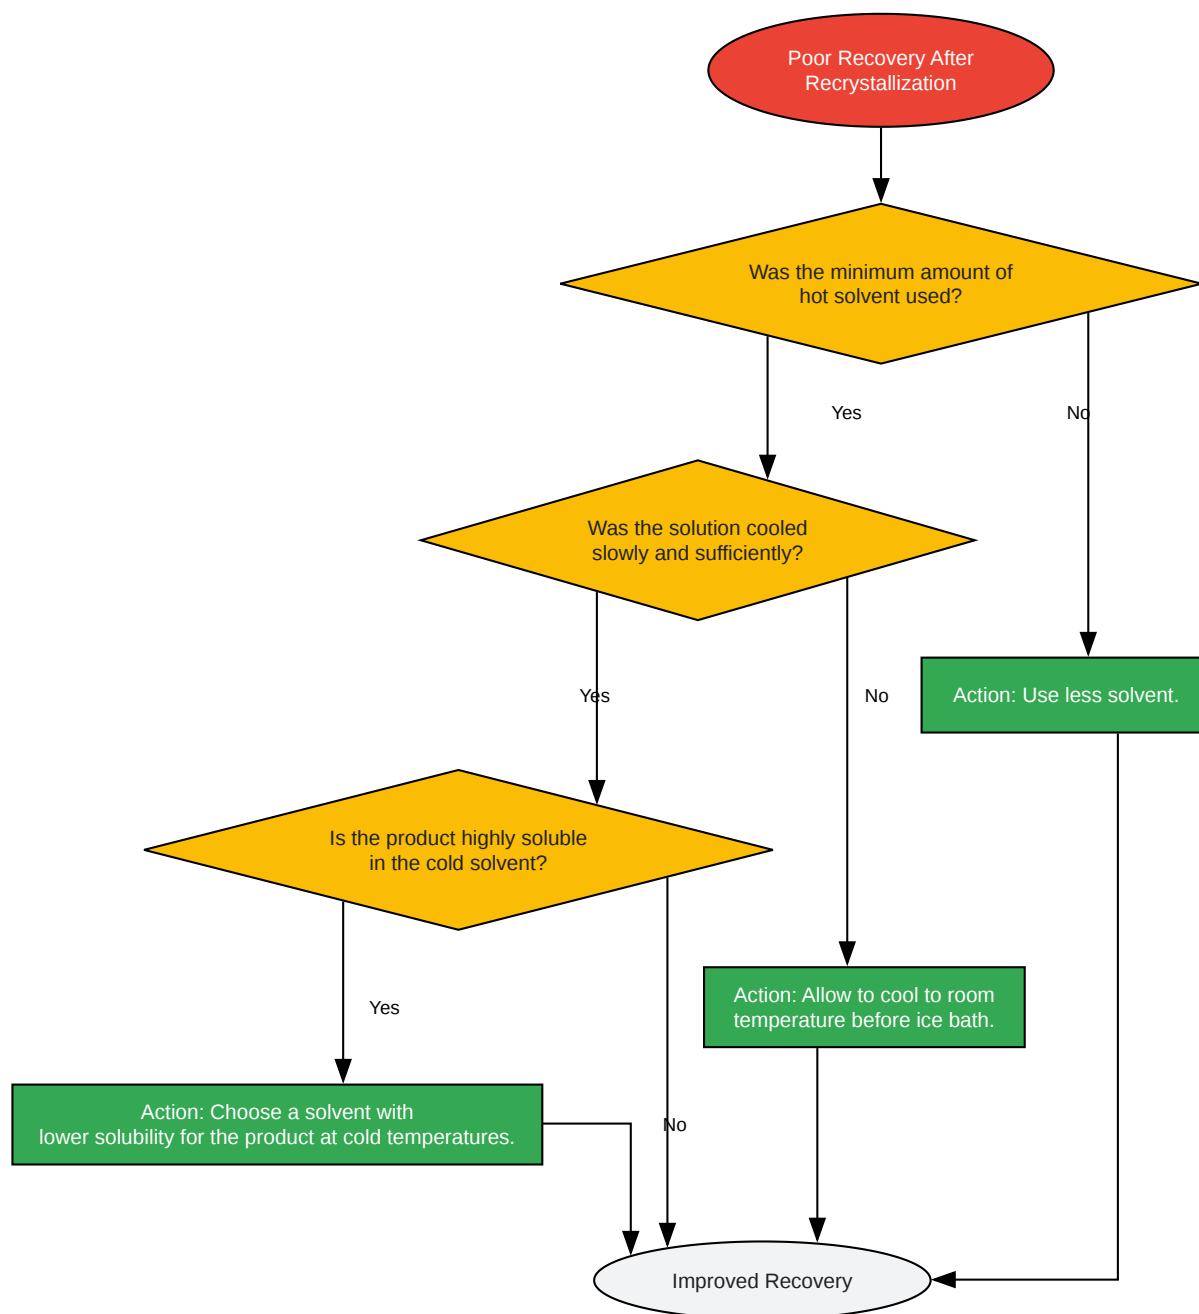 Poor Recovery After
Recrystallization
Was the minimum amount of
hot solvent used?
Yes
No
Was the solution cooled
slowly and sufficiently?
Yes
No
Action: Use less solvent.
Is the product highly soluble
in the cold solvent?
Yes
Action: Allow to cool to room
temperature before ice bath.
Action: Choose a solvent with
lower solubility for the product at cold temperatures.
No
Improved Recovery